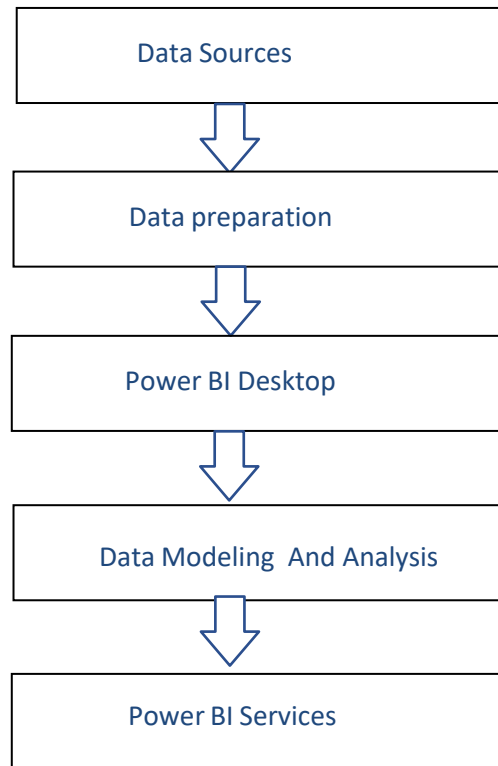 Data Sources
Data preparation
Power BI Desktop
Data Modeling  And Analysis
Power BI Services